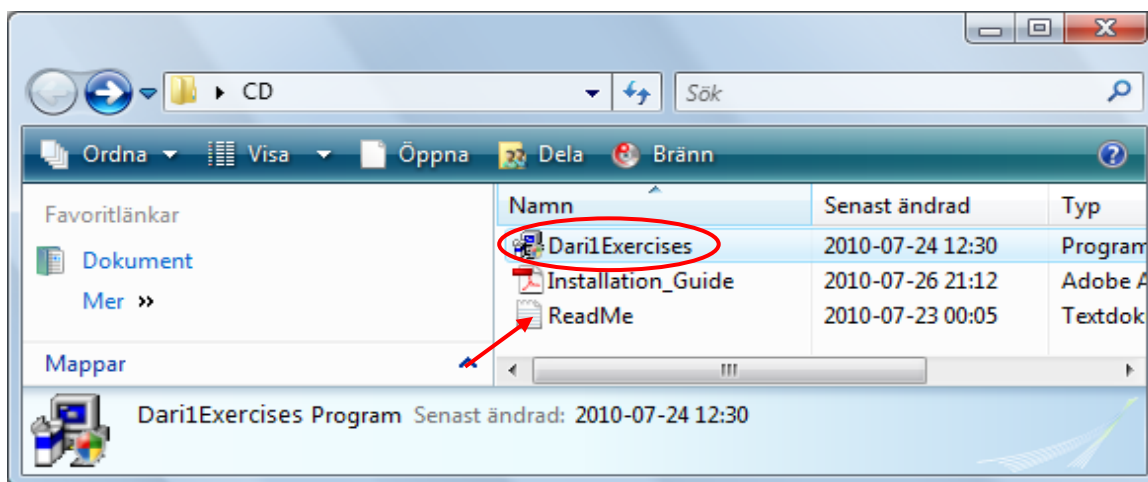 CD
Sök
Ordna Visa Öppna Dela Bränn
Favoritlänkar
Dokument
Mer »
Mappar
Namn Senast ändrad Typ
Dari1Exercises 2010-07-24 12:30 Program
Installation_Guide 2010-07-26 21:12 Adobe A
ReadMe 2010-07-23 00:05 Textdok
Dari1Exercises Program Senast ändrad: 2010-07-24 12:30